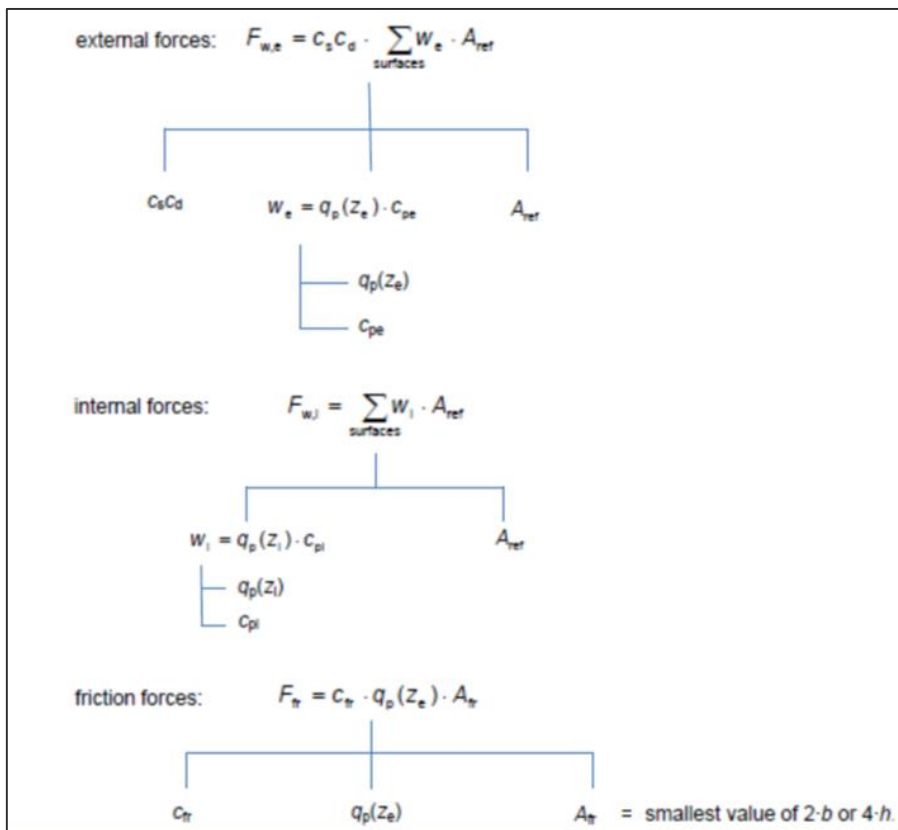 external forces: F_w,e = c_s c_d · ∑ w_e · A_ref
surfaces
c_s c_d w_e = q_p(z_e) · c_pe A_ref
q_p(z_e)
c_pe
internal forces: F_w,i = ∑ w_i · A_ref
surfaces
w_i = q_p(z_i) · c_pi A_ref
q_p(z_i)
c_pi
friction forces: F_fr = c_fr · q_p(z_e) · A_fr
c_fr q_p(z_e) A_fr = smallest value of 2·b or 4·h.